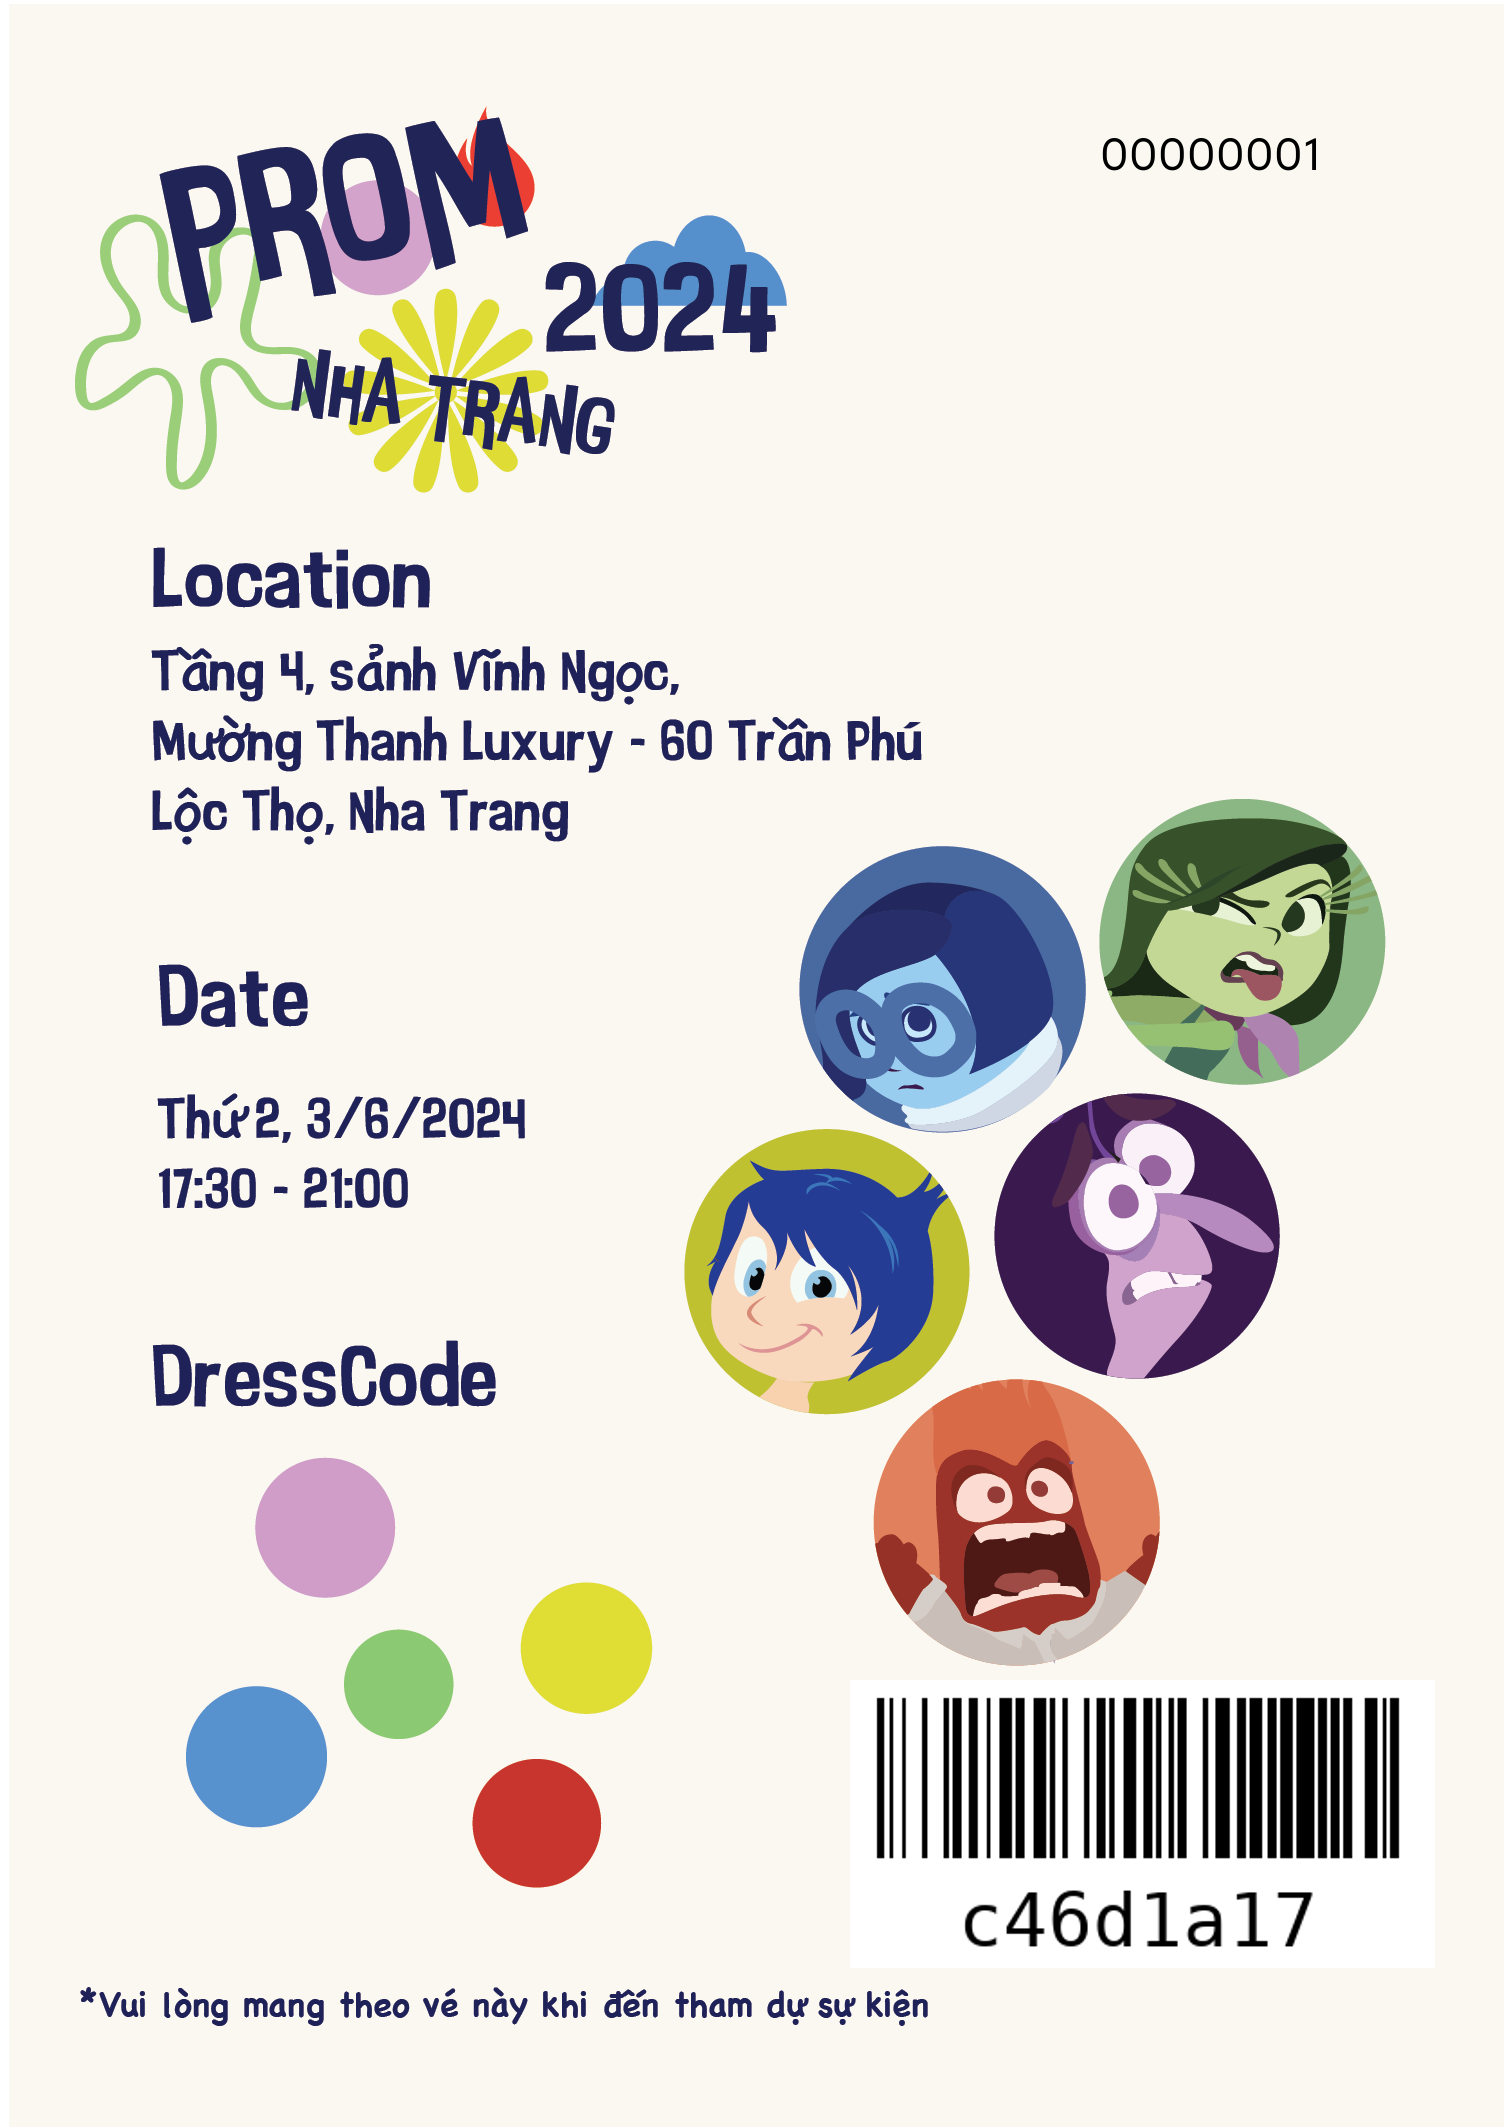 PROM
00000001
2024
NHA TRANG
Location
Tầng 4, sảnh Vĩnh Ngọc,
Mường Thanh Luxury - 60 Trần Phú
Lộc Thọ, Nha Trang
Date
Thứ 2, 3/6/2024
17:30 - 21:00
DressCode
c46d1a17
*Vui lòng mang theo vé này khi đến tham dự sự kiện